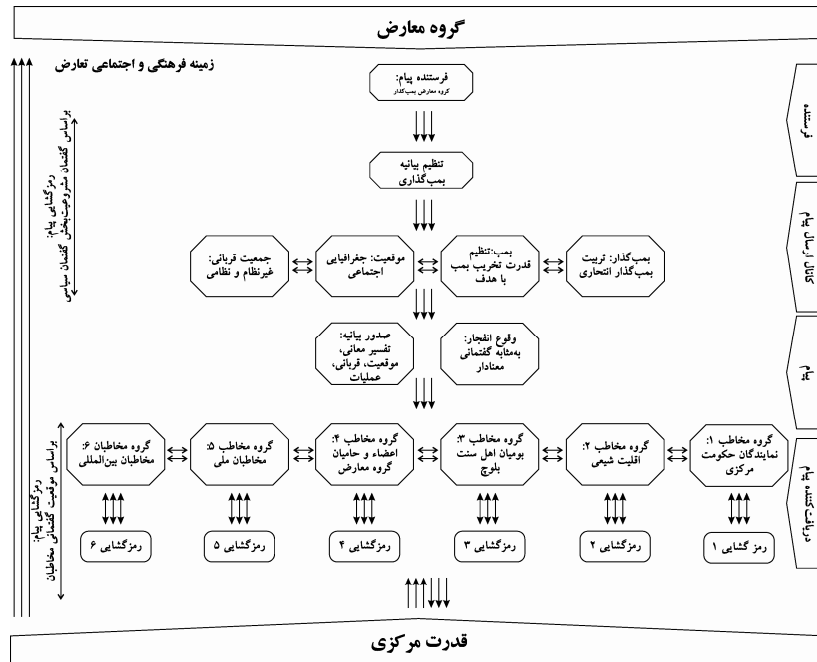 گروه معارض
زمینه فرهنگی و اجتماعی تعارض
فرستنده پیام:
گروه معارض بمب‌گذار
فرستنده
تنظیم بیانیه
بمب‌گذاری
رمزگشایی پیام:
براساس گفتمان مشروعیت‌بخش گفتمان سیاسی
کانال ارسال پیام
بمب‌گذار: تربیت
بمب‌گذار انتحاری
بمب:تنظیم
قدرت تخریب بمب
با هدف
موقعیت: جغرافیایی
اجتماعی
جمعیت قربانی:
غیرنظام و نظامی
پیام
وقوع انفجار:
به‌مثابه گفتمانی
معنادار
صدور بیانیه:
تفسیر معانی،
موقعیت، قربانی،
عملیات
دریافت‌کننده پیام
گروه مخاطب ۱:
نمایندگان حکومت
مرکزی
گروه مخاطب ۲:
اقلیت شیعی
گروه مخاطب ۳:
بومیان اهل سنت
بلوچ
گروه مخاطب ۴:
اعضاء و حامیان
گروه معارض
گروه مخاطب ۵:
مخاطبان ملی
گروه مخاطبان ۶:
مخاطبان بین‌المللی
رمزگشایی پیام:
براساس موقعیت گفتمانی مخاطبان
رمز گشایی ۱
رمزگشایی ۲
رمزگشایی ۳
رمزگشایی ۴
رمزگشایی ۵
رمزگشایی ۶
قدرت مرکزی